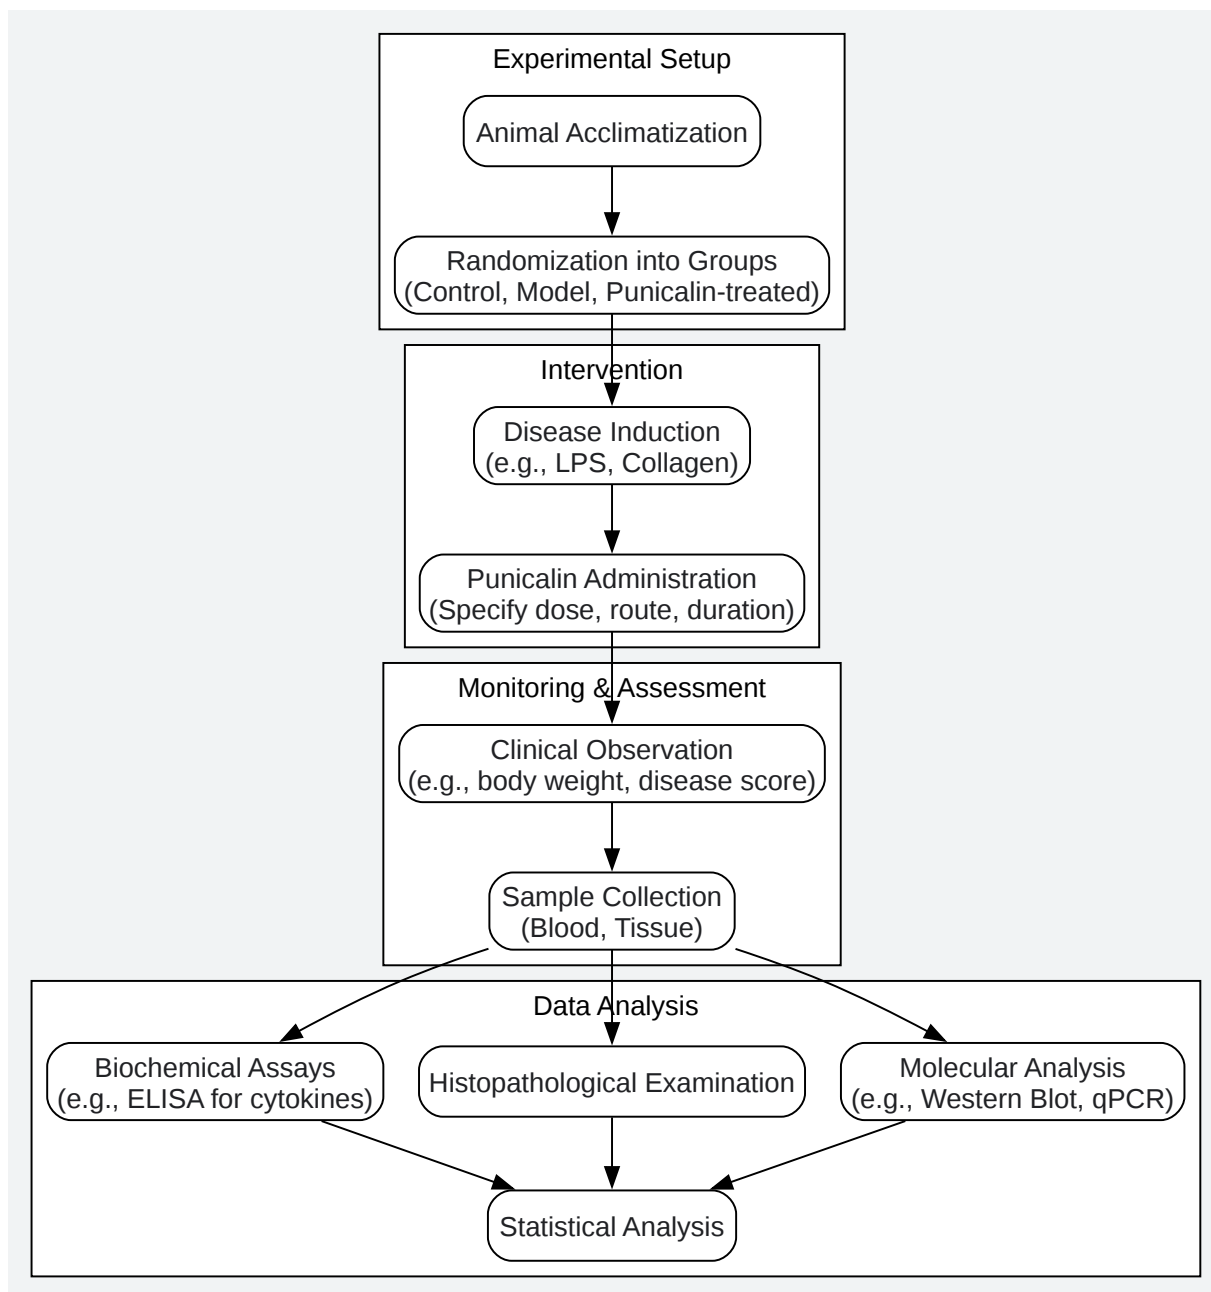 Experimental Setup
Animal Acclimatization
Randomization into Groups
(Control, Model, Punicalin-treated)
Intervention
Disease Induction
(e.g., LPS, Collagen)
Punicalin Administration
(Specify dose, route, duration)
Monitoring & Assessment
Clinical Observation
(e.g., body weight, disease score)
Sample Collection
(Blood, Tissue)
Data Analysis
Biochemical Assays
(e.g., ELISA for cytokines)
Histopathological Examination
Molecular Analysis
(e.g., Western Blot, qPCR)
Statistical Analysis